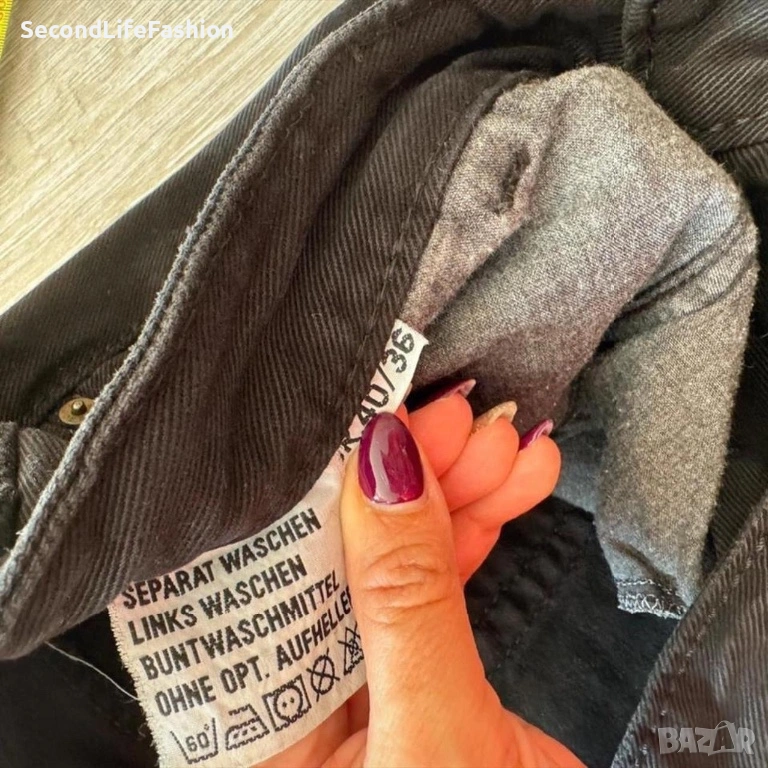 SecondLifeFashion
40/36
SEPARAT WASCHEN
LINKS WASCHEN
BUNTWASCHMITTEL
OHNE OPT. AUFHELLER
60°
BAZAR